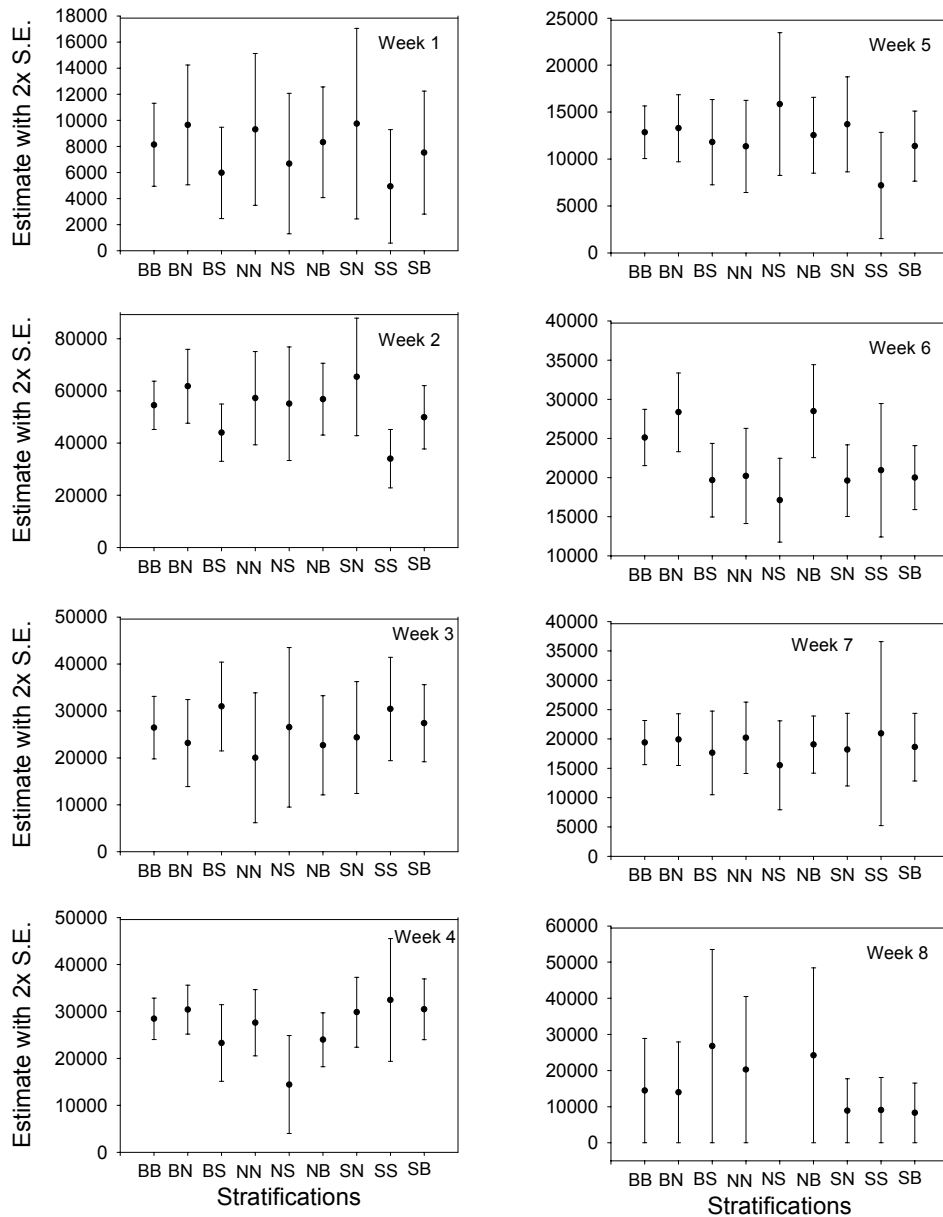 Estimate with 2x S.E.
18000
16000
14000
12000
10000
8000
6000
4000
2000
0
Week 1
BB BN BS NN NS NB SN SS SB
25000
20000
15000
10000
5000
0
Week 5
BB BN BS NN NS NB SN SS SB
Estimate with 2x S.E.
80000
60000
40000
20000
0
Week 2
BB BN BS NN NS NB SN SS SB
40000
35000
30000
25000
20000
15000
10000
Week 6
BB BN BS NN NS NB SN SS SB
Estimate with 2x S.E.
50000
40000
30000
20000
10000
0
Week 3
BB BN BS NN NS NB SN SS SB
40000
35000
30000
25000
20000
15000
10000
5000
0
Week 7
BB BN BS NN NS NB SN SS SB
Estimate with 2x S.E.
50000
40000
30000
20000
10000
0
Week 4
BB BN BS NN NS NB SN SS SB
Stratifications
60000
50000
40000
30000
20000
10000
0
Week 8
BB BN BS NN NS NB SN SS SB
Stratifications